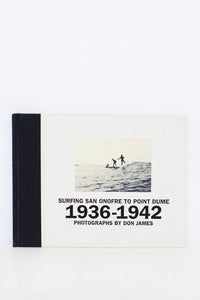 SURFING SAN ONOFRE TO POINT DUME
1936-1942
PHOTOGRAPHS BY DON JAMES